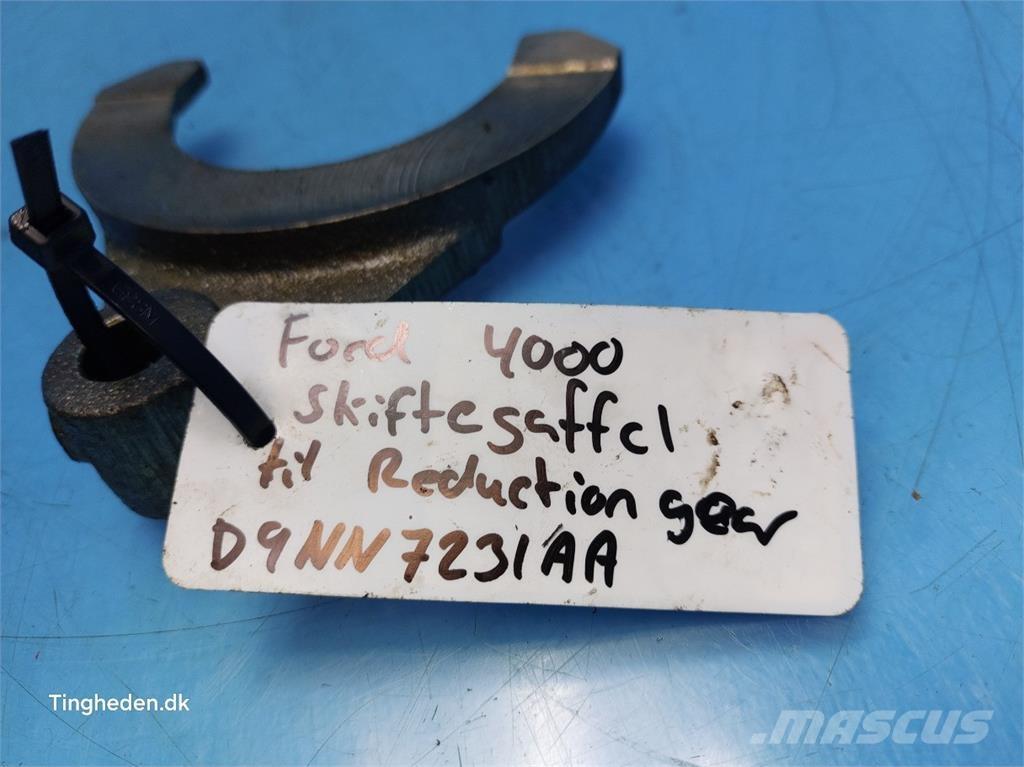 Ford 4000
skiftegaffel
til Reduction gear
D9NN7231AA
Tingheden.dk
MASCUS